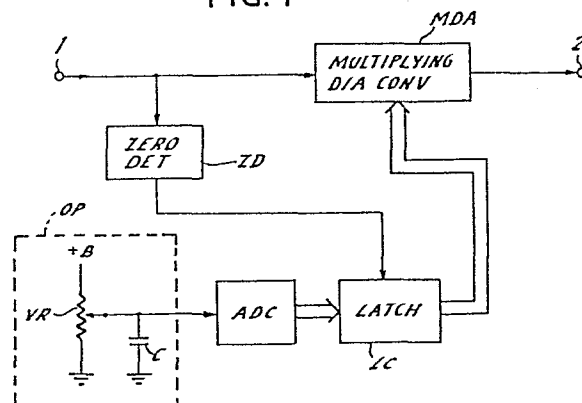 FIG. 1
MDA
1
2
MULTIPLYING
D/A CONV
ZERO
DET
ZD
OP
+B
VR
C
ADC
LATCH
LC